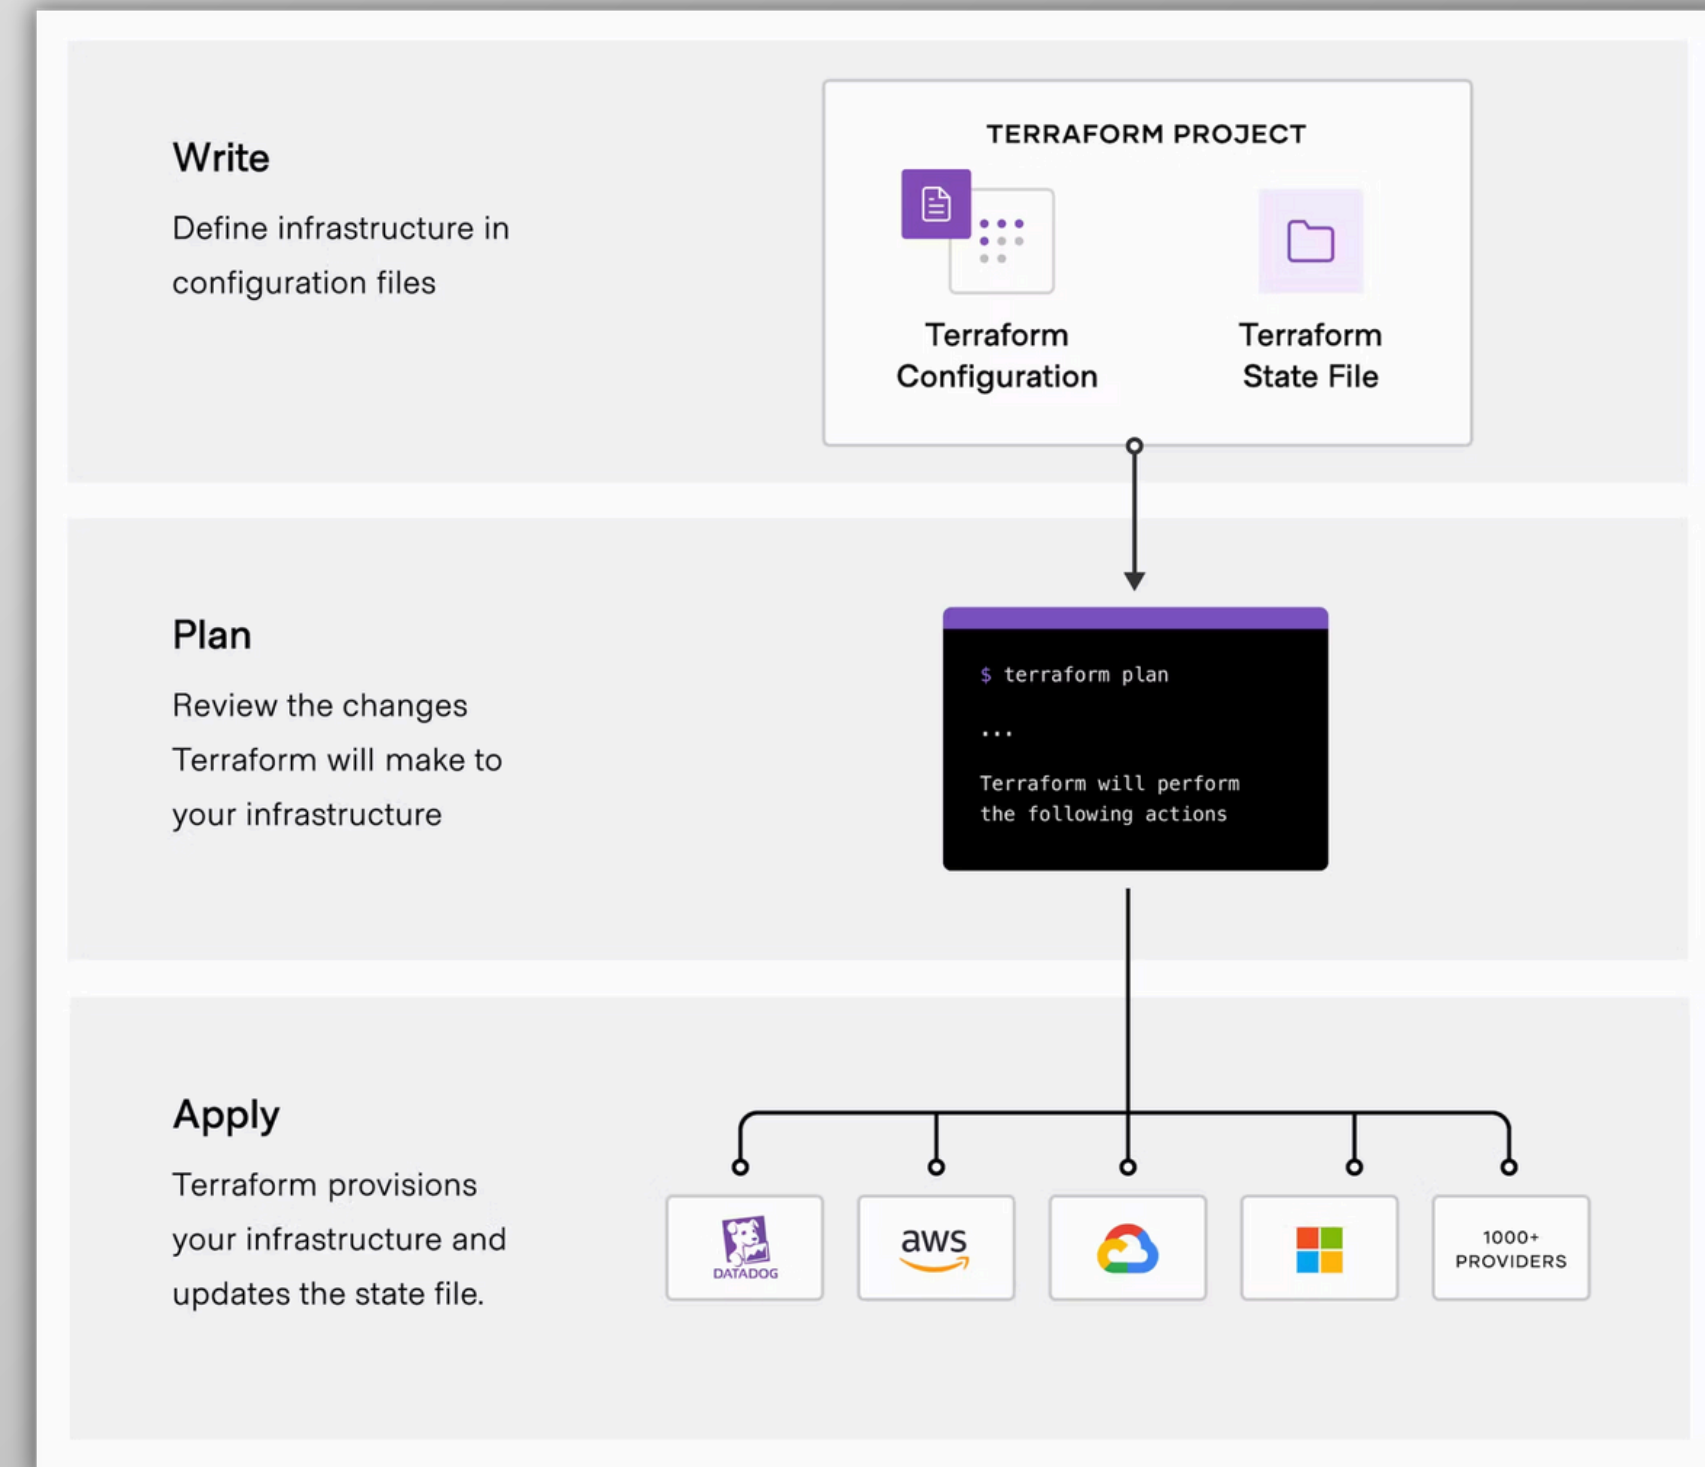 Write
Define infrastructure in
configuration files
TERRAFORM PROJECT
Terraform
Configuration
Terraform
State File
Plan
Review the changes
Terraform will make to
your infrastructure
$ terraform plan
...
Terraform will perform
the following actions
Apply
Terraform provisions
your infrastructure and
updates the state file.
DATADOG
aws
1000+
PROVIDERS